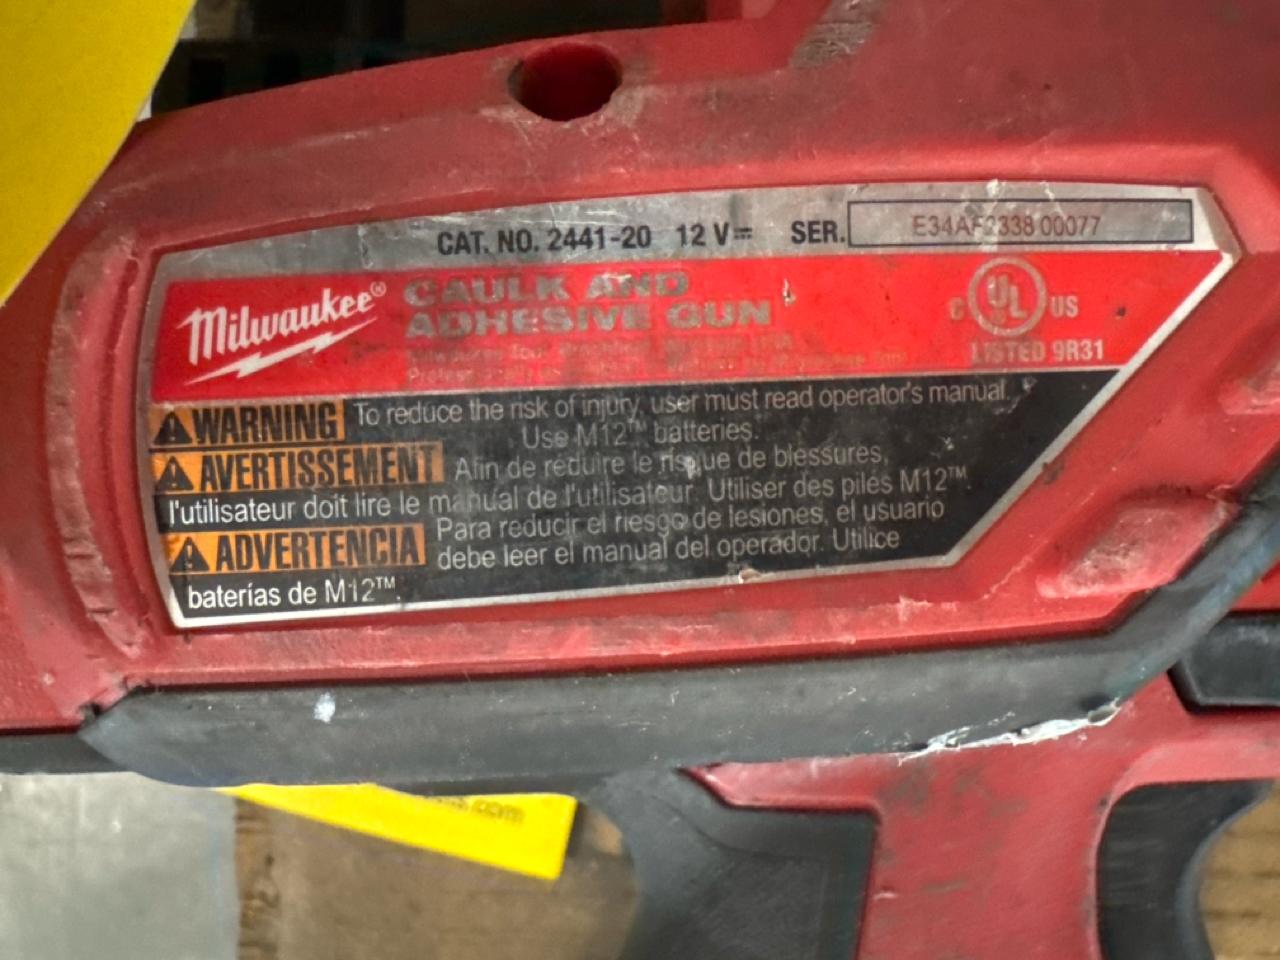 CAT. NO. 2441-20 12 V⎓ SER. E34AF2338 00077
Milwaukee®
CAULK AND
ADHESIVE GUN
C UL US
LISTED 9R31
WARNING To reduce the risk of injury, user must read operator's manual.
Use M12™ batteries.
AVERTISSEMENT Afin de réduire le risque de blessures,
l'utilisateur doit lire le manual de l'utilisateur. Utiliser des piles M12™.
ADVERTENCIA Para reducir el riesgo de lesiones, el usuario
debe leer el manual del operador. Utilice
baterías de M12™.
.com